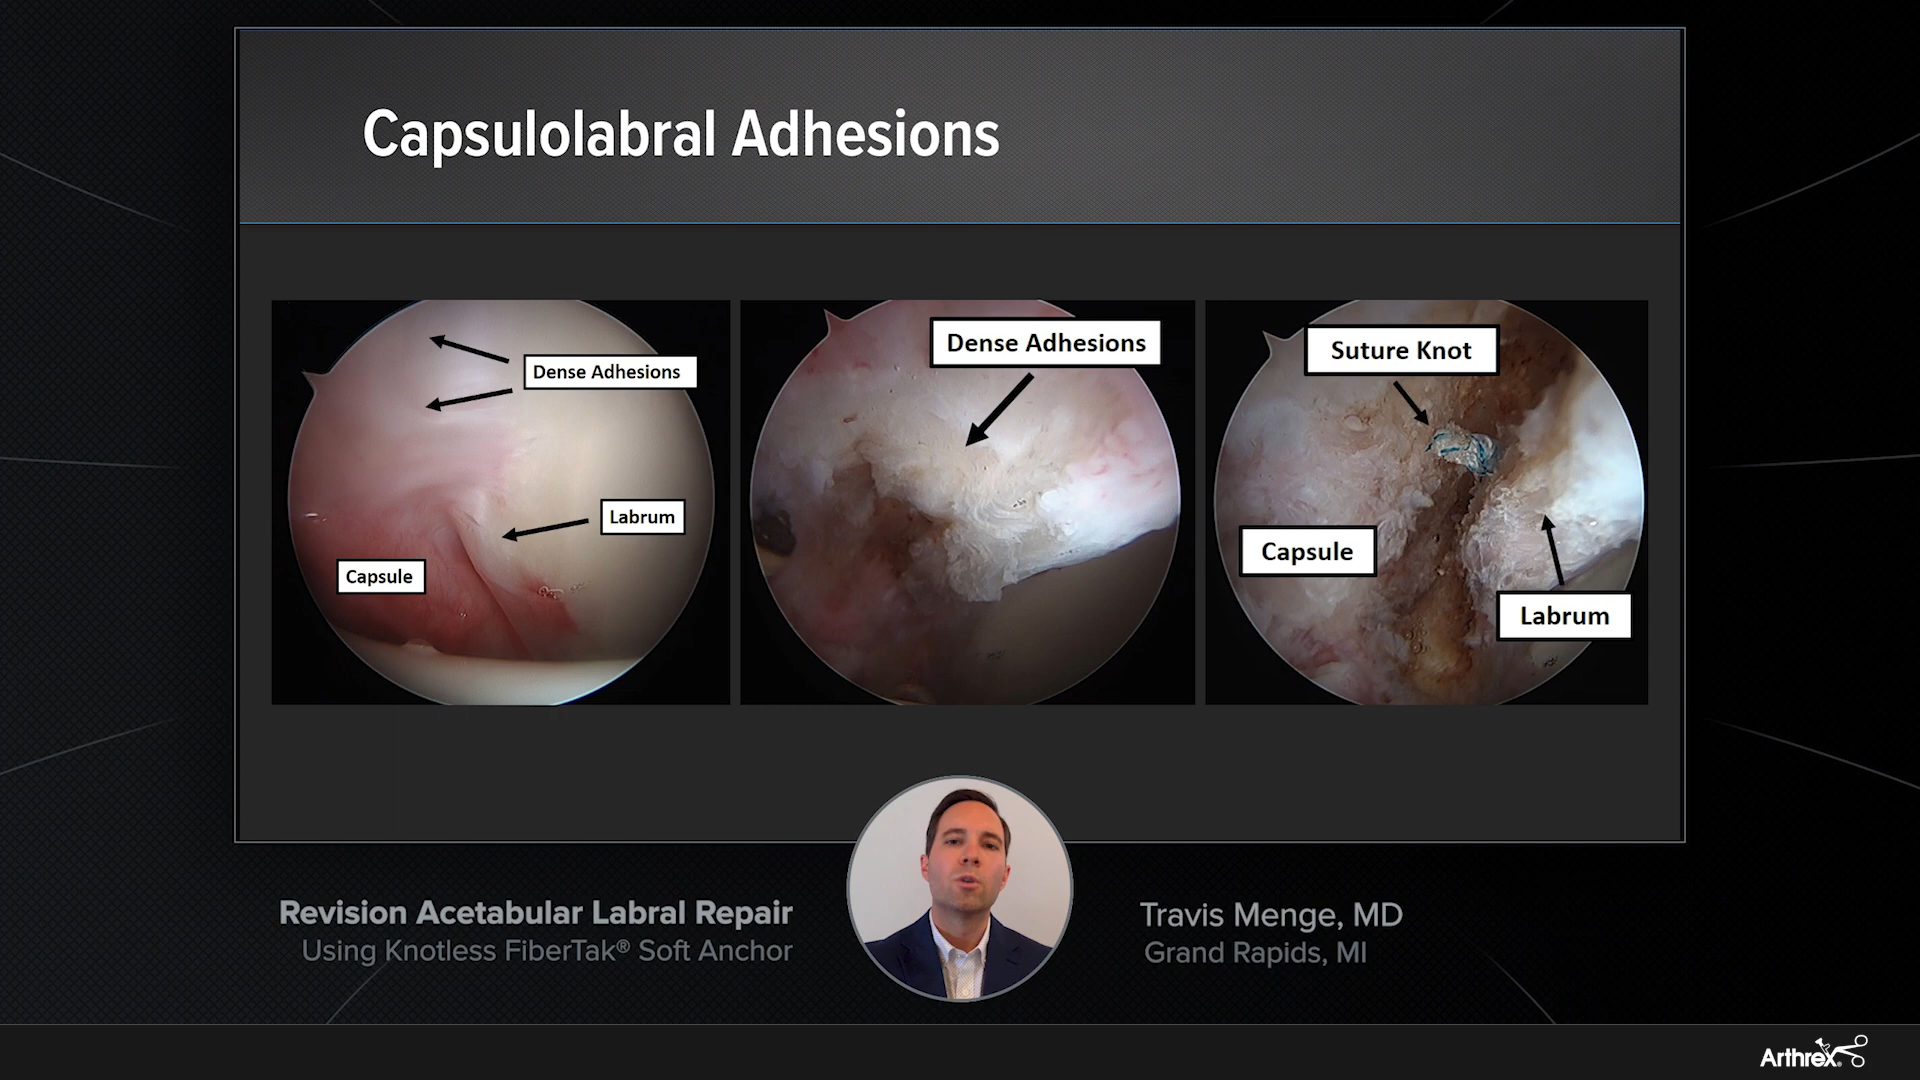 Capsulolabral Adhesions
Dense Adhesions
Labrum
Capsule
Dense Adhesions
Suture Knot
Capsule
Labrum
Revision Acetabular Labral Repair
Using Knotless FiberTak® Soft Anchor
Travis Menge, MD
Grand Rapids, MI
Arthrex®